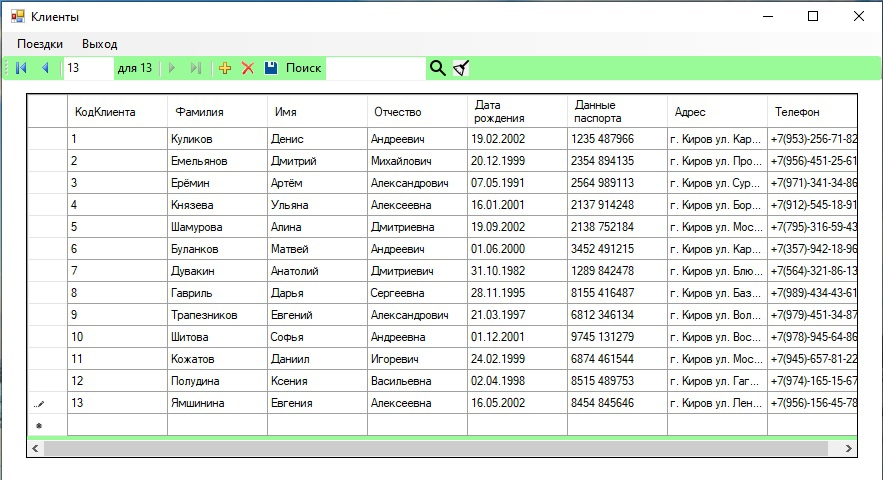 Клиенты
Поездки Выход
13 для 13 Поиск
КодКлиента Фамилия Имя Отчество Дата рождения Данные паспорта Адрес Телефон
1 Куликов Денис Андреевич 19.02.2002 1235 487966 г. Киров ул. Кар... +7(953)-256-71-82
2 Емельянов Дмитрий Михайлович 20.12.1999 2354 894135 г. Киров ул. Про... +7(956)-451-25-61
3 Ерёмин Артём Александрович 07.05.1991 2564 989113 г. Киров ул. Сур... +7(971)-341-34-86
4 Князева Ульяна Алексеевна 16.01.2001 2137 914248 г. Киров ул. Бор... +7(912)-545-18-91
5 Шамурова Алина Дмитриевна 19.09.2002 2138 752184 г. Киров ул. Мос... +7(795)-316-59-43
6 Буланков Матвей Андреевич 01.06.2000 3452 491215 г. Киров ул. Кар... +7(357)-942-18-96
7 Дувакин Анатолий Дмитриевич 31.10.1982 1289 842478 г. Киров ул. Блю... +7(564)-321-86-13
8 Гавриль Дарья Сергеевна 28.11.1995 8155 416487 г. Киров ул. Баз... +7(989)-434-43-61
9 Трапезников Евгений Александрович 21.03.1997 6812 346134 г. Киров ул. Вол... +7(979)-451-34-87
10 Шитова Софья Андреевна 01.12.2001 9745 131279 г. Киров ул. Вос... +7(978)-945-64-86
11 Кожатов Даниил Игоревич 24.02.1999 6874 461544 г. Киров ул. Мос... +7(945)-657-81-22
12 Полудина Ксения Васильевна 02.04.1998 8515 489753 г. Киров ул. Гаг... +7(974)-165-15-67
13 Ямшинина Евгения Алексеевна 16.05.2002 8454 845646 г. Киров ул. Лен... +7(956)-156-45-78